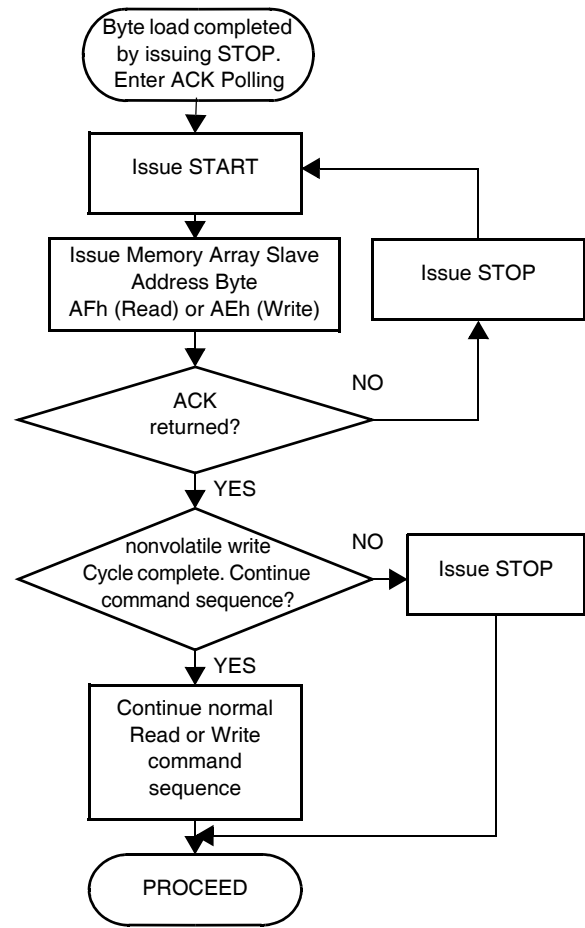 Byte load completed
by issuing STOP.
Enter ACK Polling
Issue START
Issue Memory Array Slave
Address Byte
AFh (Read) or AEh (Write)
Issue STOP
ACK
returned?
NO
YES
nonvolatile write
Cycle complete. Continue
command sequence?
NO
Issue STOP
YES
Continue normal
Read or Write
command
sequence
PROCEED